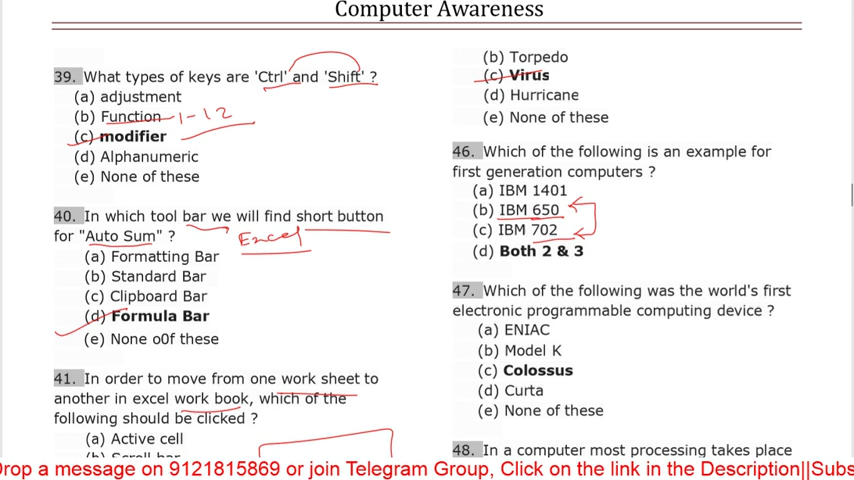 Computer Awareness
39. What types of keys are 'Ctrl' and 'Shift' ?
(a) adjustment
(b) Function 1-12
(c) modifier
(d) Alphanumeric
(e) None of these
40. In which tool bar we will find short button
for "Auto Sum" ?
Excel
(a) Formatting Bar
(b) Standard Bar
(c) Clipboard Bar
(d) Formula Bar
(e) None o0f these
41. In order to move from one work sheet to
another in excel work book, which of the
following should be clicked ?
(a) Active cell
(b) Scroll bar
(b) Torpedo
(c) Virus
(d) Hurricane
(e) None of these
46. Which of the following is an example for
first generation computers ?
(a) IBM 1401
(b) IBM 650
(c) IBM 702
(d) Both 2 & 3
47. Which of the following was the world's first
electronic programmable computing device ?
(a) ENIAC
(b) Model K
(c) Colossus
(d) Curta
(e) None of these
48. In a computer most processing takes place
Drop a message on 9121815869 or join Telegram Group, Click on the link in the Description||Subs